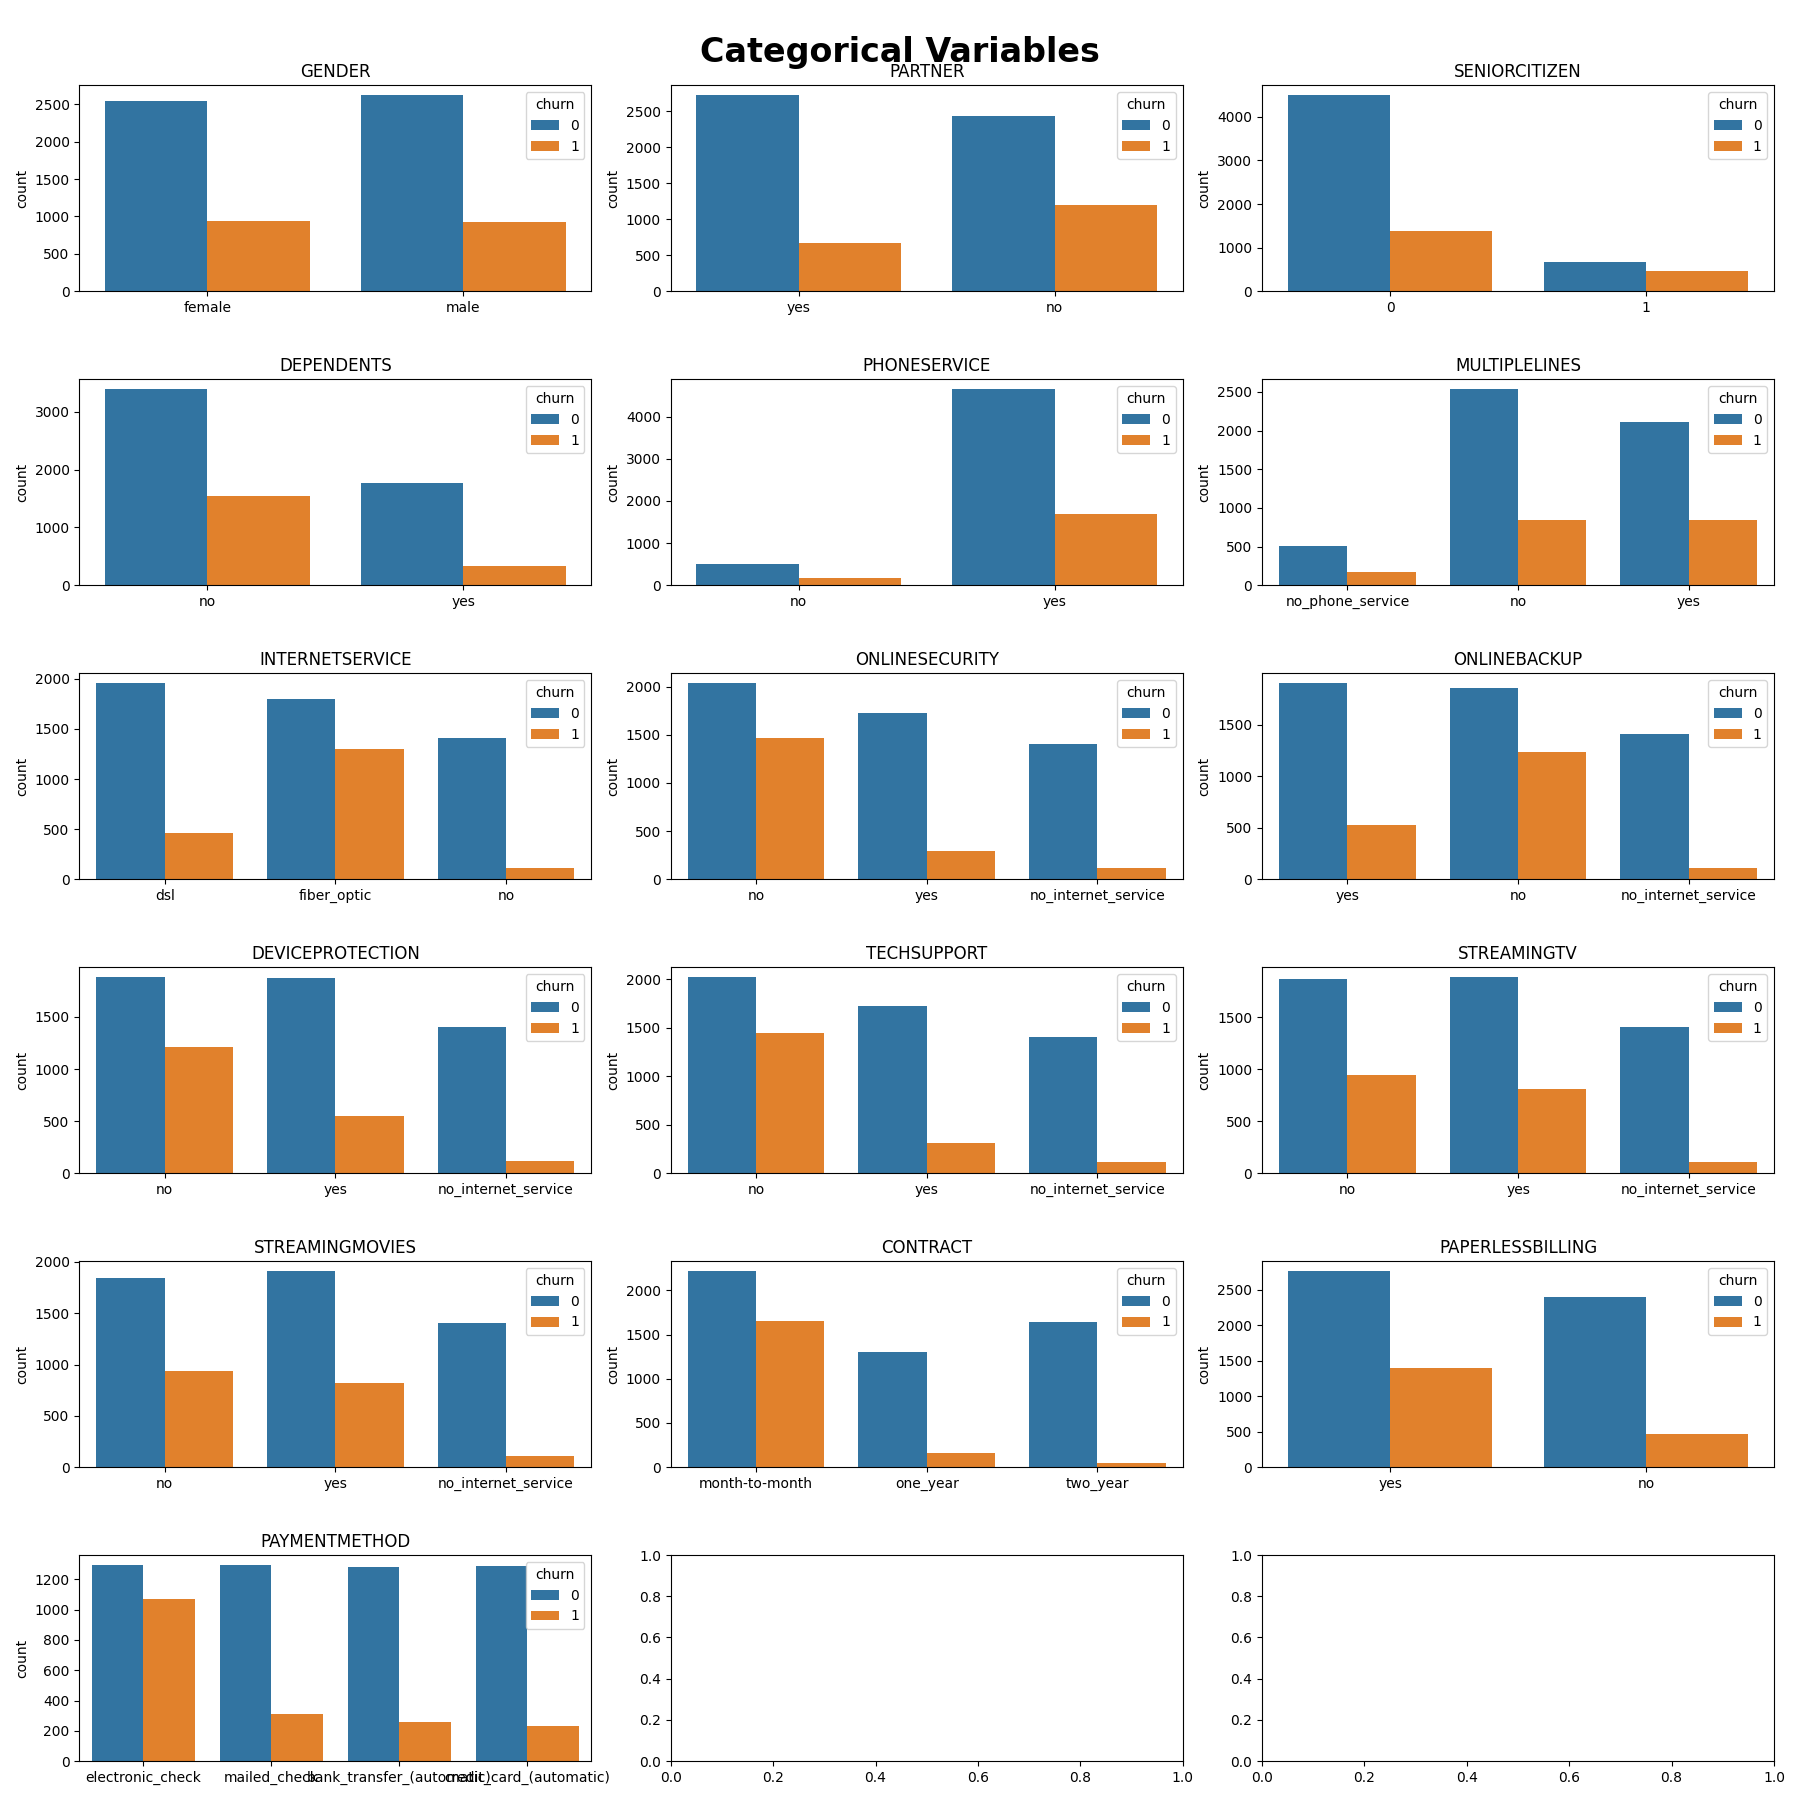 Categorical Variables
GENDER
churn
0
1
count
2500
2000
1500
1000
500
0
female male
PARTNER
churn
0
1
count
2500
2000
1500
1000
500
0
yes no
SENIORCITIZEN
churn
0
1
count
4000
3000
2000
1000
0
0 1
DEPENDENTS
churn
0
1
count
3000
2000
1000
0
no yes
PHONESERVICE
churn
0
1
count
4000
3000
2000
1000
0
no yes
MULTIPLELINES
churn
0
1
count
2500
2000
1500
1000
500
0
no_phone_service no yes
INTERNETSERVICE
churn
0
1
count
2000
1500
1000
500
0
dsl fiber_optic no
ONLINESECURITY
churn
0
1
count
2000
1500
1000
500
0
no yes no_internet_service
ONLINEBACKUP
churn
0
1
count
1500
1000
500
0
yes no no_internet_service
DEVICEPROTECTION
churn
0
1
count
1500
1000
500
0
no yes no_internet_service
TECHSUPPORT
churn
0
1
count
2000
1500
1000
500
0
no yes no_internet_service
STREAMINGTV
churn
0
1
count
1500
1000
500
0
no yes no_internet_service
STREAMINGMOVIES
churn
0
1
count
2000
1500
1000
500
0
no yes no_internet_service
CONTRACT
churn
0
1
count
2000
1500
1000
500
0
month-to-month one_year two_year
PAPERLESSBILLING
churn
0
1
count
2500
2000
1500
1000
500
0
yes no
PAYMENTMETHOD
churn
0
1
count
1200
1000
800
600
400
200
0
electronic_check mailed_check bank_transfer_(automatic) credit_card_(automatic)
1.0
0.8
0.6
0.4
0.2
0.0
0.0 0.2 0.4 0.6 0.8 1.0
1.0
0.8
0.6
0.4
0.2
0.0
0.0 0.2 0.4 0.6 0.8 1.0